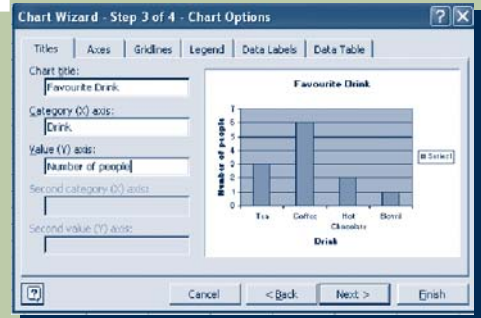 Chart Wizard - Step 3 of 4 - Chart Options
Titles Axes Gridlines Legend Data Labels Data Table
Chart title:
Favourite Drink
Category (X) axis:
Drink
Value (Y) axis:
Number of people
Second category (X) axis:
Second value (Y) axis:
Favourite Drink
Number of people
7
6
5
4
3
2
1
0
Tea Coffee Hot Chocolate Bovril
Drink
Series1
Cancel < Back Next > Finish